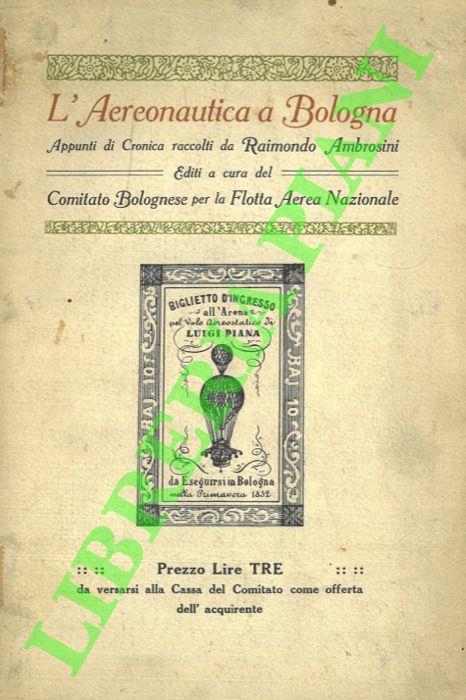 L'Aereonautica a Bologna
Appunti di Cronica raccolti da Raimondo Ambrosini
Editi a cura del
Comitato Bolognese per la Flotta Aerea Nazionale
BIGLIETTO D'INGRESSO
all'Arena
pel Volo Aereostatico di
LUIGI PIANA
BAJ. 10
BAJ. 10
da Eseguirsi in Bologna
nella Primavera 1852
:: :: Prezzo Lire TRE :: ::
da versarsi alla Cassa del Comitato come offerta
dell' acquirente
LIBRERIA PIANI